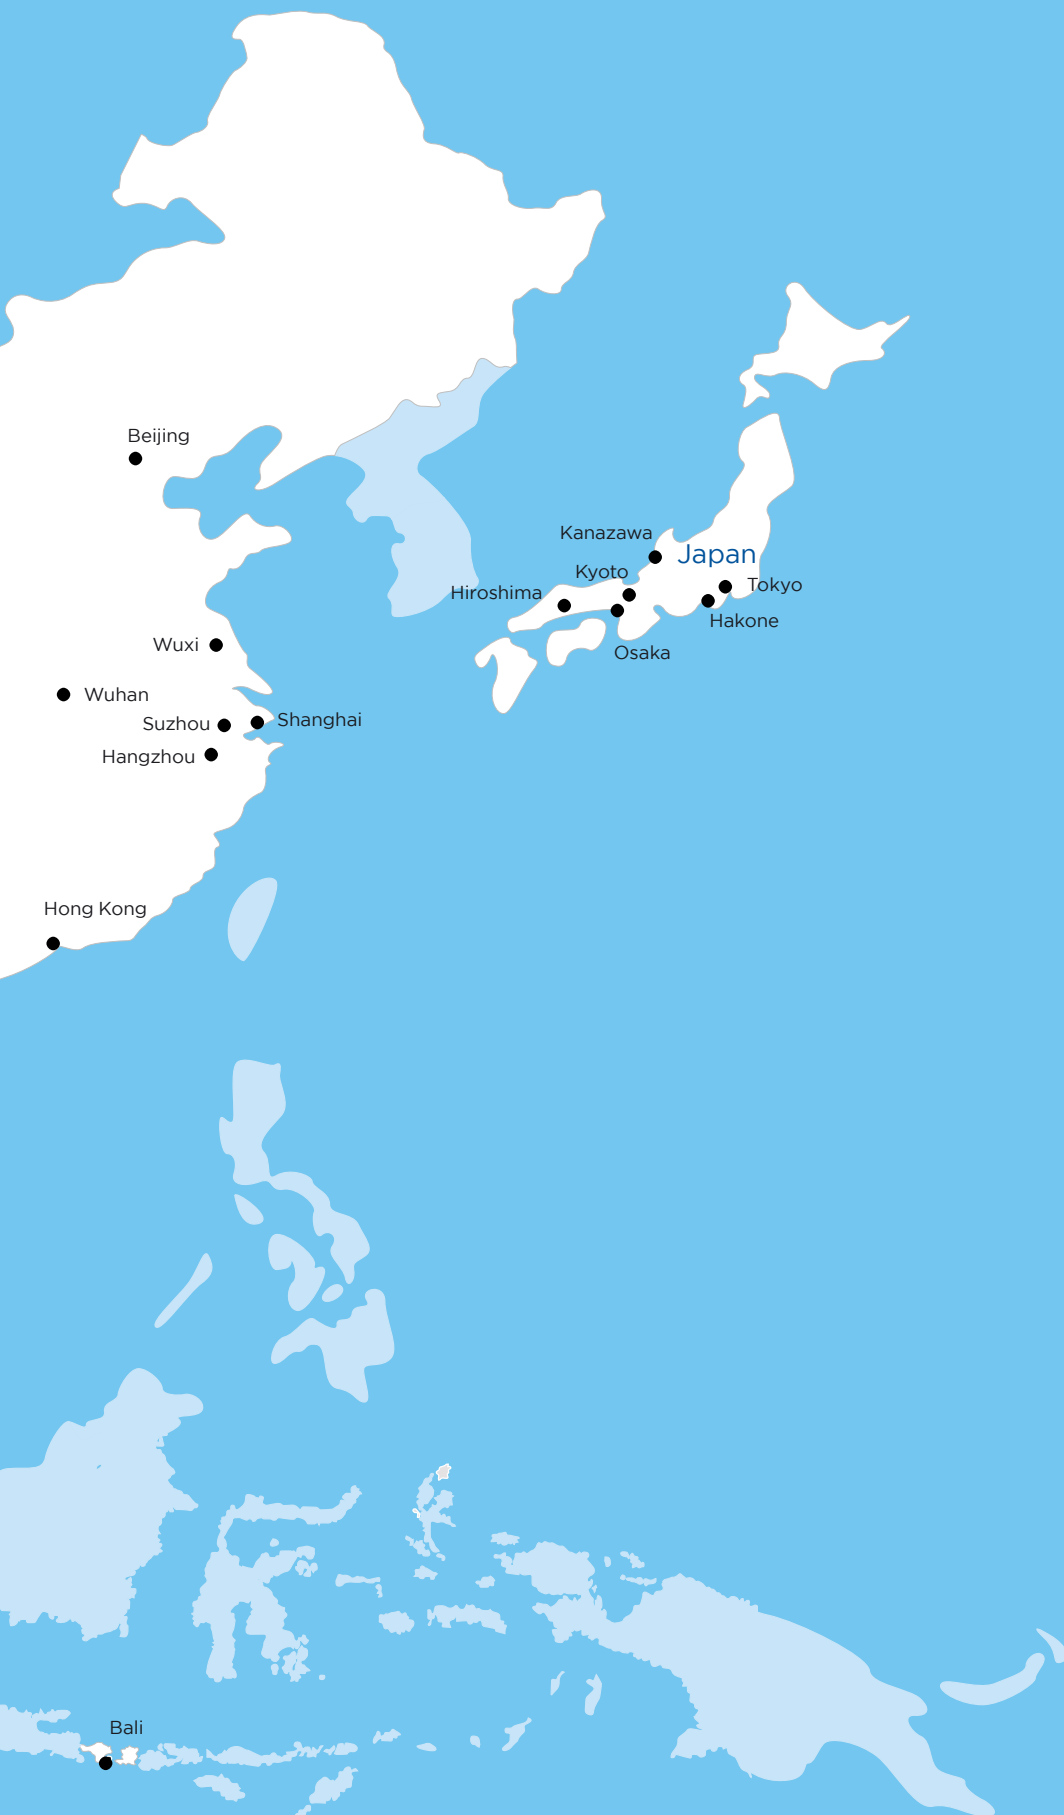 Beijing
Kanazawa
Japan
Kyoto
Hiroshima
Tokyo
Hakone
Osaka
Wuxi
Wuhan
Suzhou
Shanghai
Hangzhou
Hong Kong
Bali